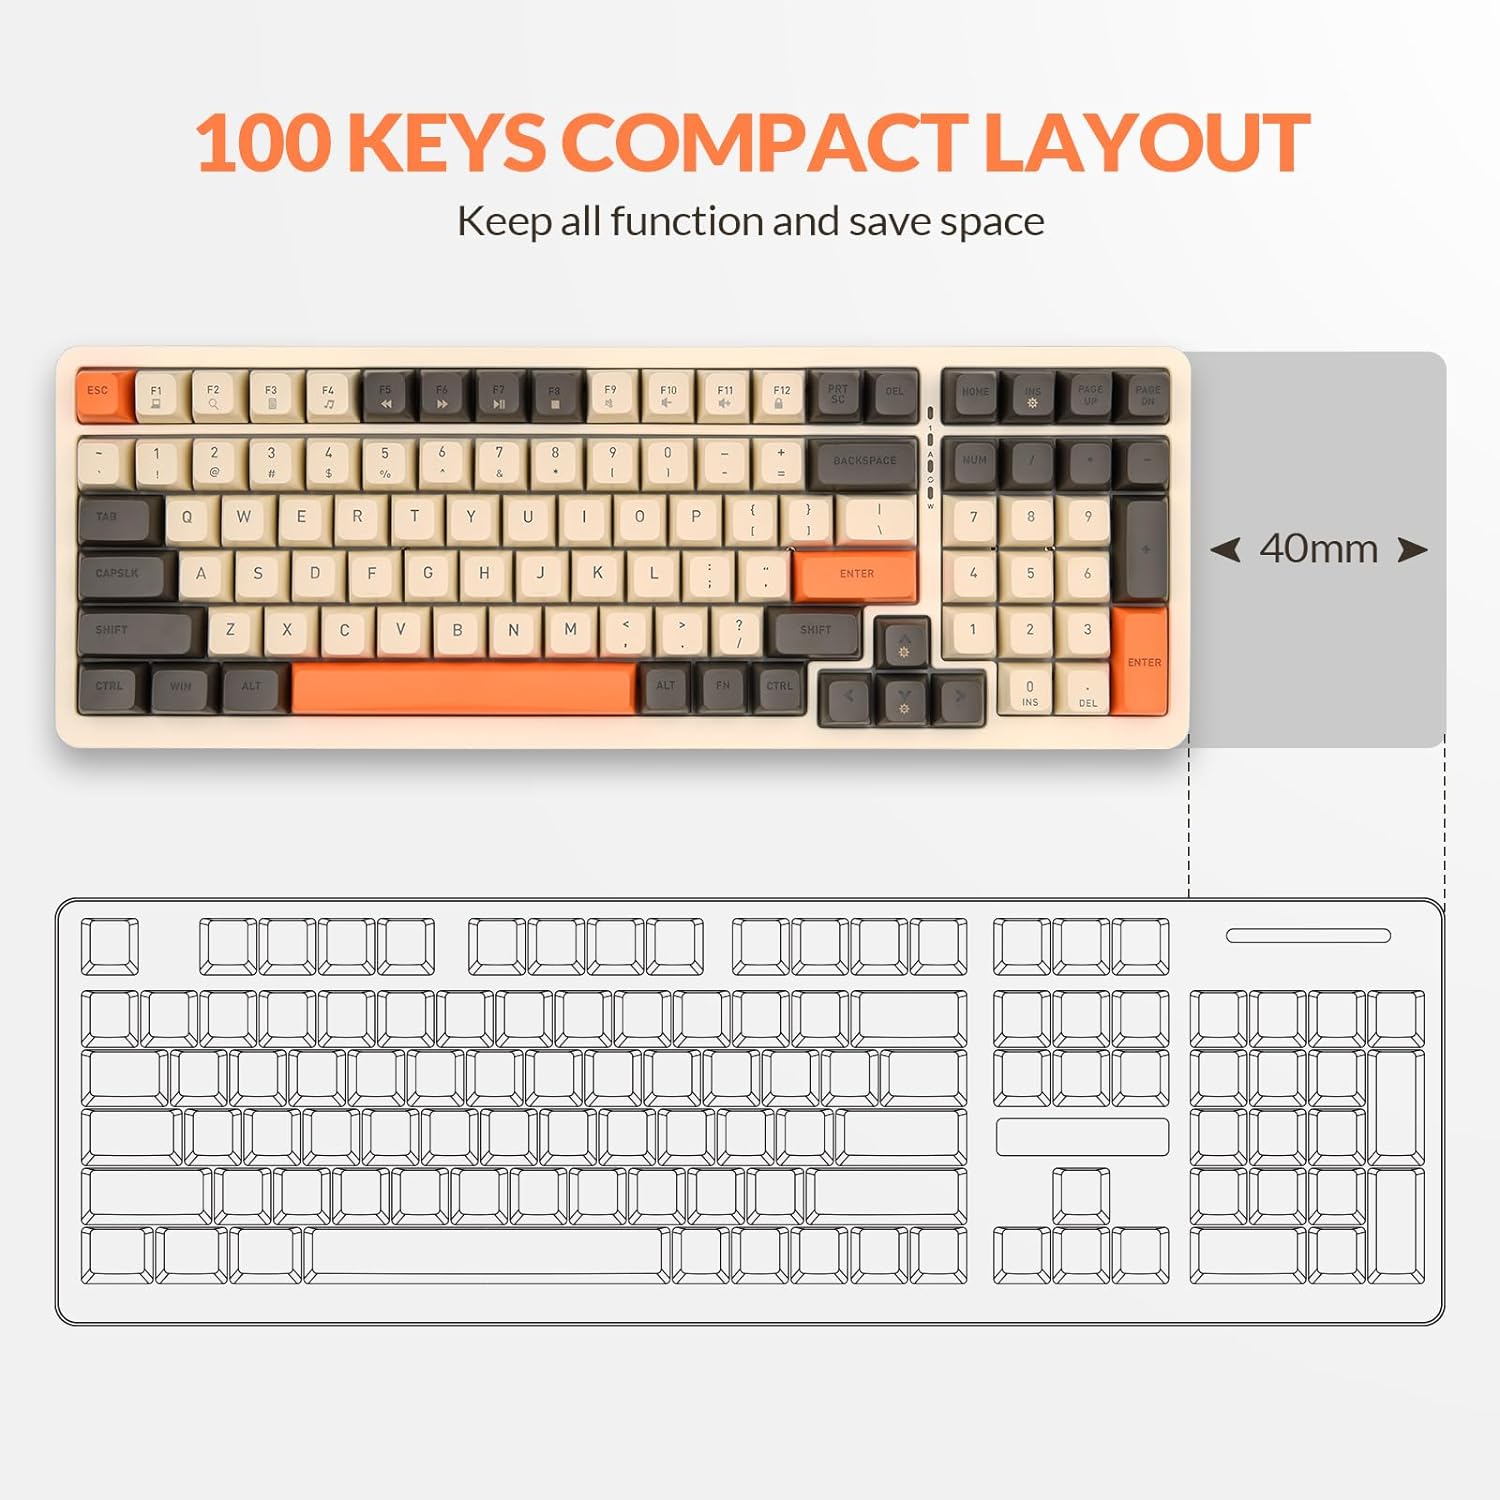 100 KEYS COMPACT LAYOUT
Keep all function and save space
ESC F1 F2 F3 F4 F5 F6 F7 F8 F9 F10 F11 F12 PRT SC DEL HOME INS PAGE UP PAGE DN
~ ` 1 ! 2 @ 3 # 4 $ 5 % 6 ^ 7 & 8 * 9 ( 0 ) - _ + = BACKSPACE NUM / * -
TAB Q W E R T Y U I O P { [ } ] | \ 7 8 9 +
CAPSLK A S D F G H J K L : ; " ' ENTER 4 5 6
SHIFT Z X C V B N M < , > . ? / SHIFT 1 2 3 ENTER
CTRL WIN ALT ALT FN CTRL 0 INS . DEL
1
A
W
40mm